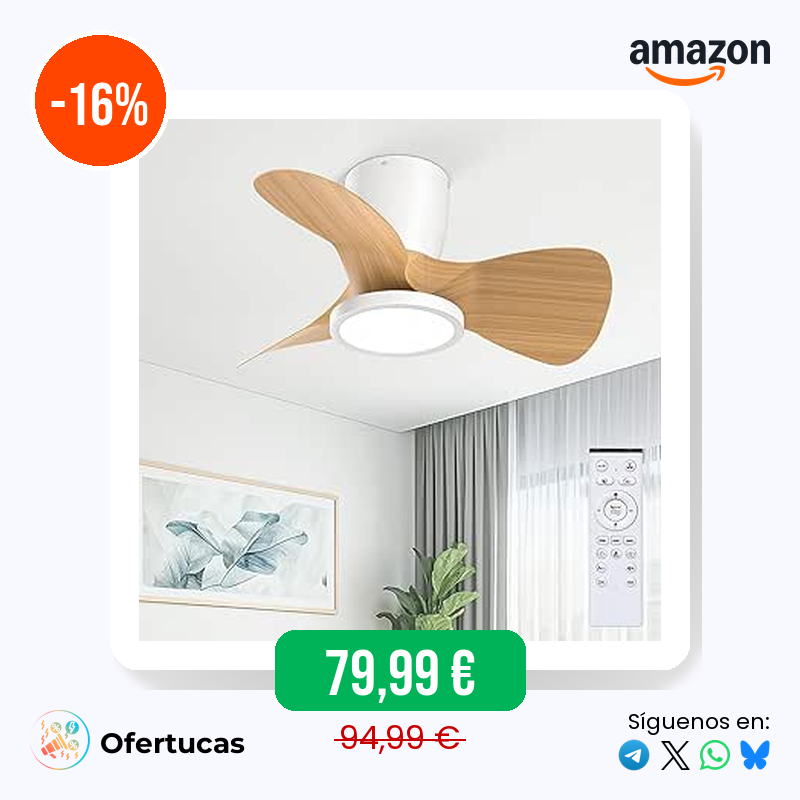 -16%
amazon
79,99 €
94,99 €
Ofertucas
Síguenos en: